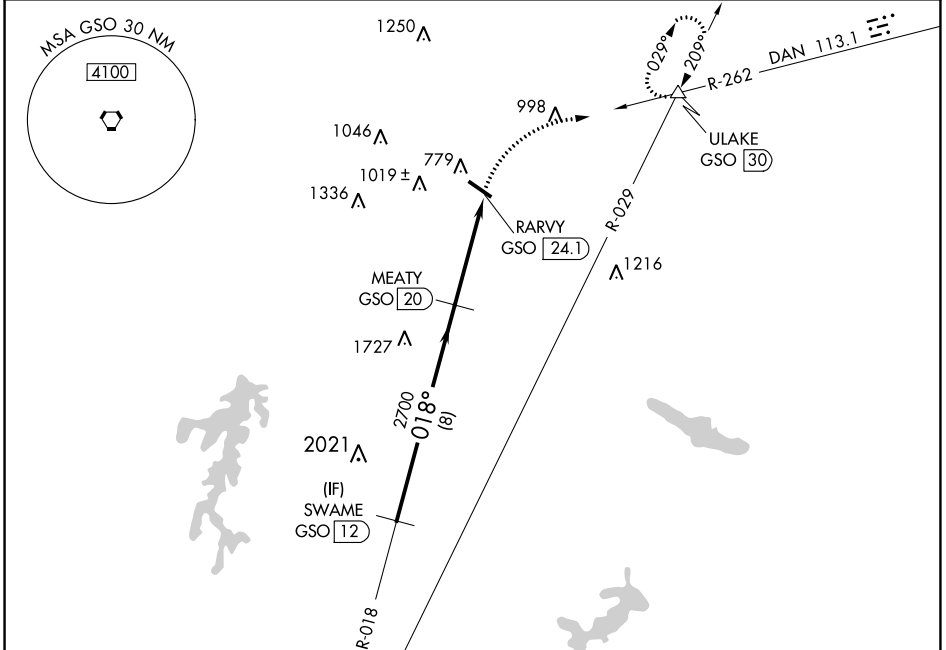 MSA GSO 30 NM
4100
1250
029°
209°
DAN 113.1
R-262
998
ULAKE
GSO 30
1046
779
1019 ±
1336
R-029
RARVY
GSO 24.1
1216
MEATY
GSO 20
1727
2700
018°
(8)
2021
(IF)
SWAME
GSO 12
R-018